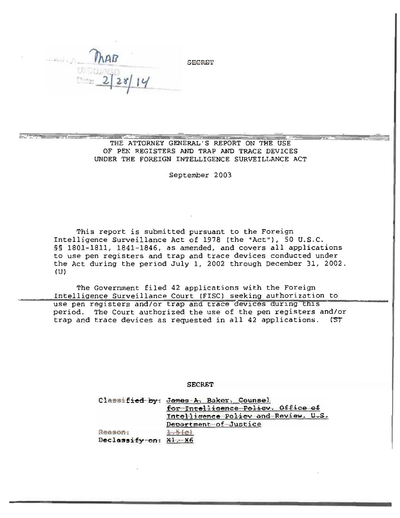 MAB
SECRET
Date 2/28/14
THE ATTORNEY GENERAL'S REPORT ON THE USE
OF PEN REGISTERS AND TRAP AND TRACE DEVICES
UNDER THE FOREIGN INTELLIGENCE SURVEILLANCE ACT
September 2003
This report is submitted pursuant to the Foreign
Intelligence Surveillance Act of 1978 (the "Act"), 50 U.S.C.
§§ 1801-1811, 1841-1846, as amended, and covers all applications
to use pen registers and trap and trace devices conducted under
the Act during the period July 1, 2002 through December 31, 2002.
(U)
The Government filed 42 applications with the Foreign
Intelligence Surveillance Court (FISC) seeking authorization to
use pen registers and/or trap and trace devices during this
period. The Court authorized the use of the pen registers and/or
trap and trace devices as requested in all 42 applications. (S)
SECRET
Classified by: James A. Baker, Counsel
for Intelligence Policy, Office of
Intelligence Policy and Review, U.S.
Department of Justice
Reason: 1.5(c)
Declassify on: X1, X6